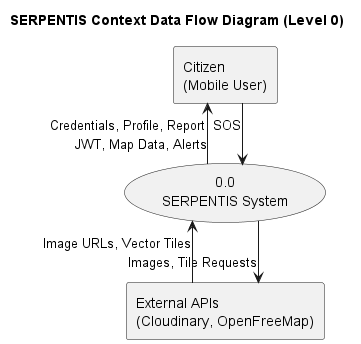 SERPENTIS Context Data Flow Diagram (Level 0)
Citizen
(Mobile User)
Credentials, Profile, Report, SOS
JWT, Map Data, Alerts
0.0
SERPENTIS System
Image URLs, Vector Tiles
Images, Tile Requests
External APIs
(Cloudinary, OpenFreeMap)